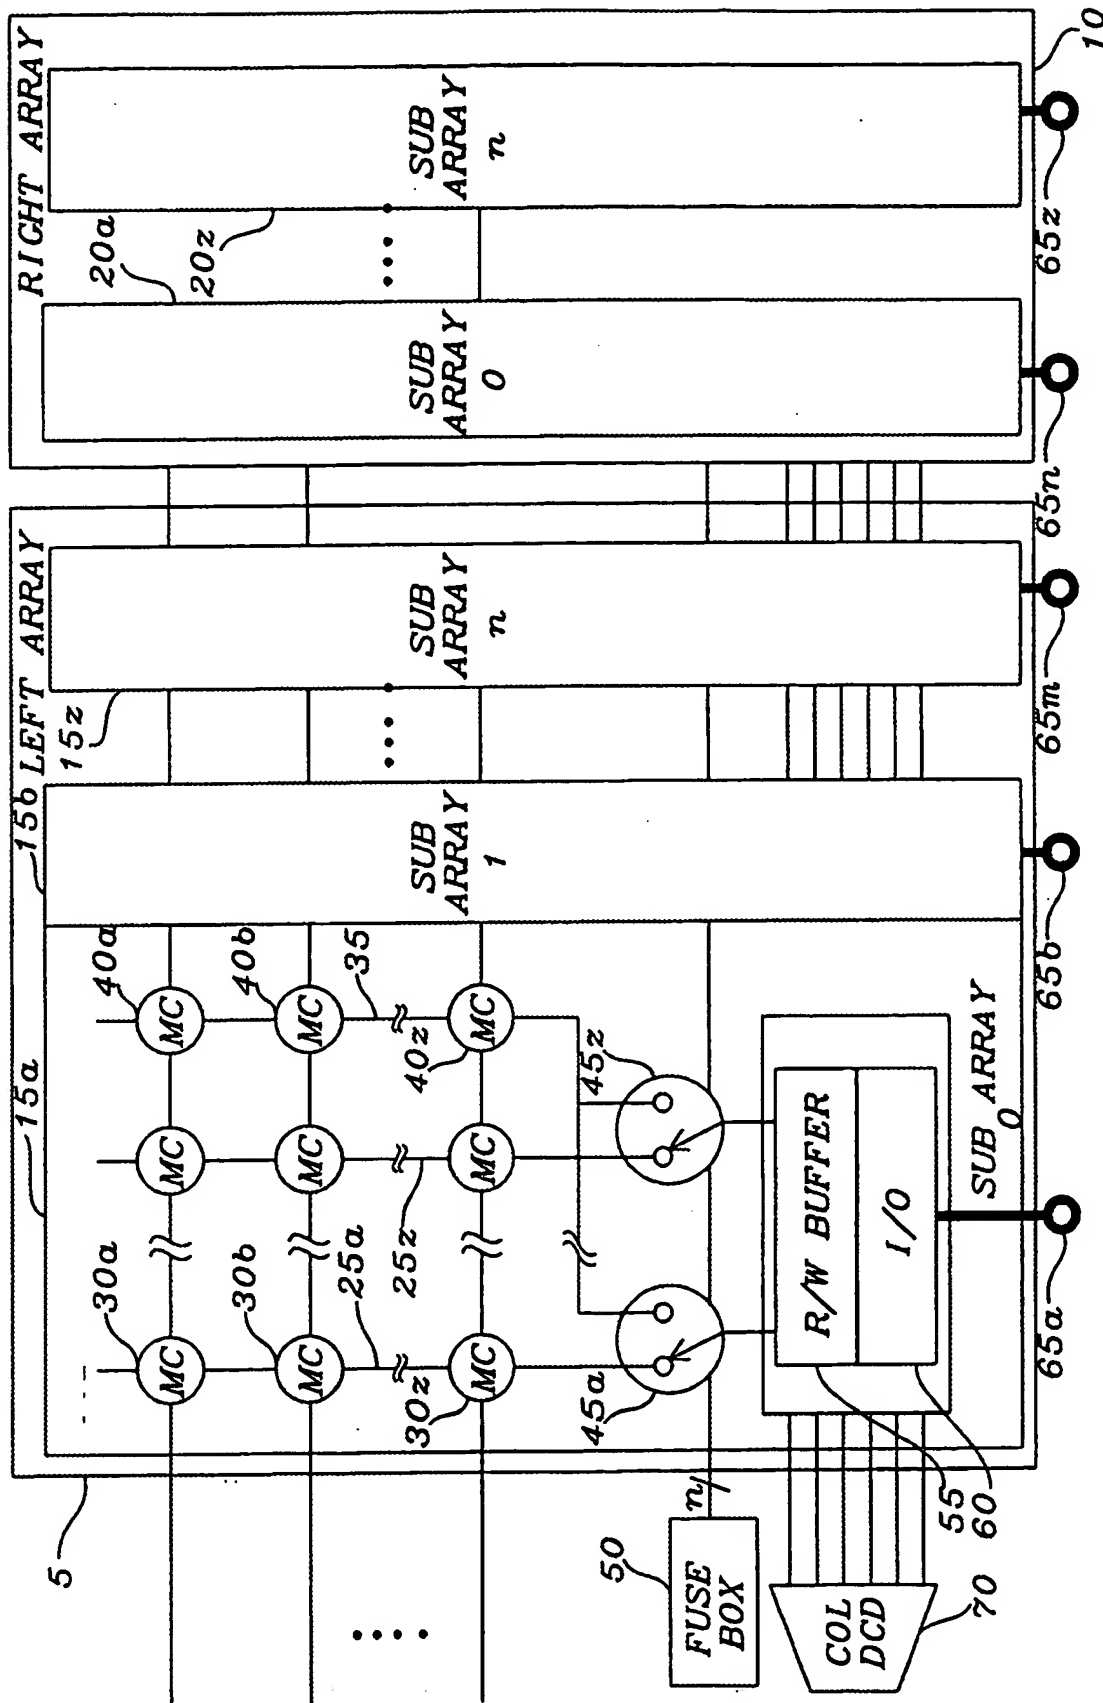 5
15a
15b
LEFT ARRAY
RIGHT ARRAY
30a
40a
15z
20a
20z
MC
MC
MC
30b
40b
MC
MC
MC
25a
25z
35
30z
40z
MC
MC
MC
SUB
ARRAY
1
SUB
ARRAY
n
SUB
ARRAY
0
SUB
ARRAY
n
50
FUSE
BOX
n
45a
45z
COL
DCD
70
R/W BUFFER
I/O
55
60
SUB ARRAY
0
65a
65b
65m
65n
65z
10